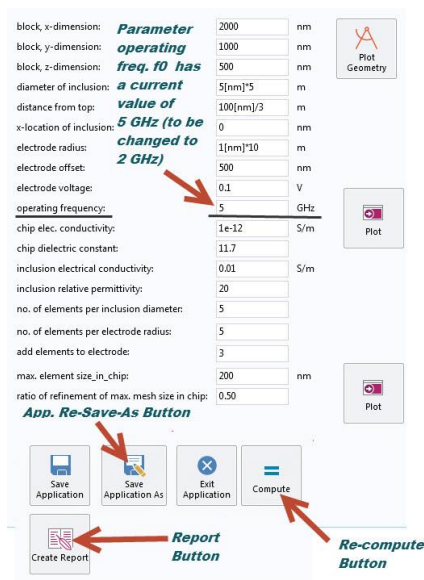 block, x-dimension: 2000 nm
block, y-dimension: 1000 nm
block, z-dimension: 500 nm
diameter of inclusion: 5[nm]*5 m
distance from top: 100[nm]/3 m
x-location of inclusion: 0 nm
electrode radius: 1[nm]*10 m
electrode offset: 500 nm
electrode voltage: 0.1 V
operating frequency: 5 GHz
chip elec. conductivity: 1e-12 S/m
chip dielectric constant: 11.7
inclusion electrical conductivity: 0.01 S/m
inclusion relative permittivity: 20
no. of elements per inclusion diameter: 5
no. of elements per electrode radius: 5
add elements to electrode: 3
max. element size_in_chip: 200 nm
ratio of refinement of max. mesh size in chip: 0.50
Parameter
operating
freq. f0 has
a current
value of
5 GHz (to be
changed to
2 GHz)
Plot
Geometry
Plot
Plot
App. Re-Save-As Button
Save
Application
Save
Application As
Exit
Application
Compute
Create Report
Report
Button
Re-compute
Button